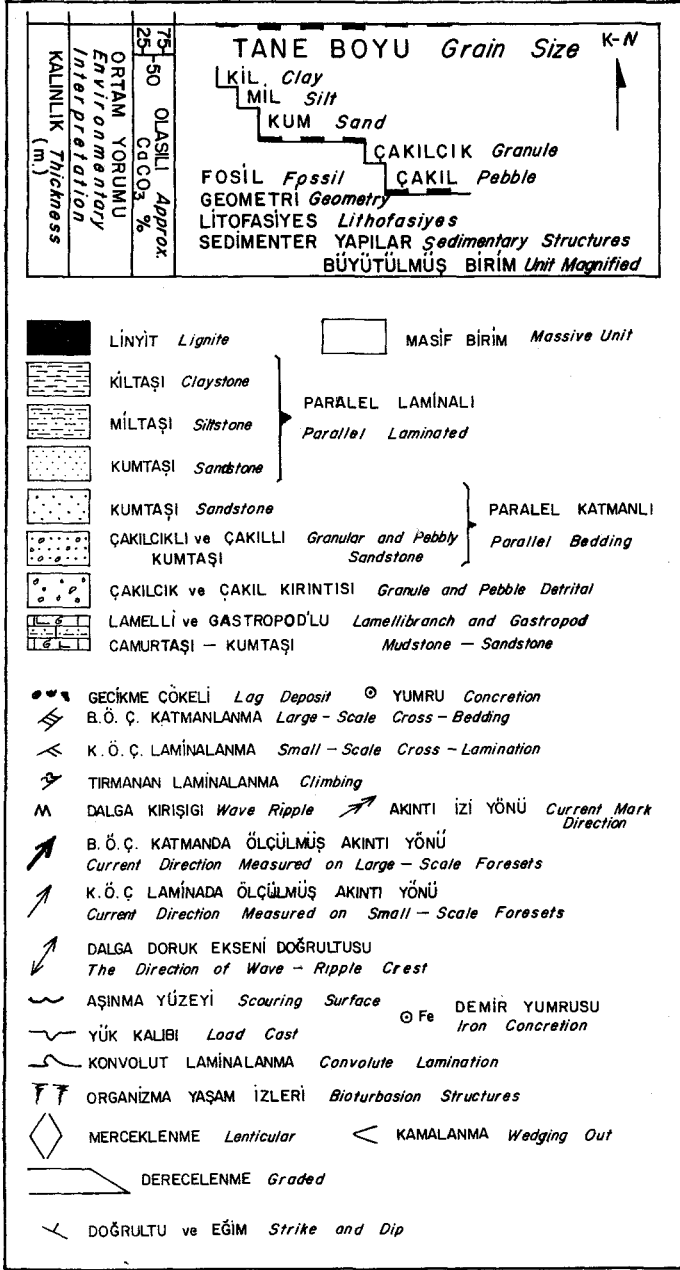 KALINLIK Thickness
(m.)
ORTAM YORUMU
Environmentary
Interpretation
75
50
25
OLASILI Approx.
CaCO₃ %
TANE BOYU Grain Size
K-N
KİL Clay
MİL Silt
KUM Sand
ÇAKILCIK Granule
FOSİL Fossil
ÇAKIL Pebble
GEOMETRİ Geometry
LİTOFASİYES Lithofasiyes
SEDİMENTER YAPILAR Sedimentary Structures
BÜYÜTÜLMÜŞ BİRİM Unit Magnified
LİNYİT Lignite
MASİF BİRİM Massive Unit
KİLTAŞI Claystone
PARALEL LAMİNALI
MİLTAŞI Siltstone
Parallel Laminated
KUMTAŞI Sandstone
KUMTAŞI Sandstone
PARALEL KATMANLI
ÇAKILCIKLI ve ÇAKILLI Granular and Pebbly
Parallel Bedding
KUMTAŞI Sandstone
ÇAKILCIK ve ÇAKIL KIRINTISI Granule and Pebble Detrital
L G
LAMELLİ ve GASTROPOD'LU Lamellibranch and Gastropod
G L
CAMURTAŞI – KUMTAŞI Mudstone – Sandstone
GECİKME ÇÖKELİ Lag Deposit
YUMRU Concretion
B.Ö.Ç. KATMANLANMA Large-Scale Cross-Bedding
K.Ö.Ç. LAMİNALANMA Small-Scale Cross-Lamination
TIRMANAN LAMİNALANMA Climbing
DALGA KIRIŞIGI Wave Ripple
AKINTI İZİ YÖNÜ Current Mark
Direction
B.Ö.Ç. KATMANDA ÖLÇÜLMÜŞ AKINTI YÖNÜ
Current Direction Measured on Large-Scale Foresets
K.Ö.Ç LAMİNADA ÖLÇÜLMÜŞ AKINTI YÖNÜ
Current Direction Measured on Small-Scale Foresets
DALGA DORUK EKSENİ DOĞRULTUSU
The Direction of Wave-Ripple Crest
AŞINMA YÜZEYİ Scouring Surface
Fe
DEMİR YUMRUSU
Iron Concretion
YÜK KALIBI Load Cast
KONVOLUT LAMİNALANMA Convolute Lamination
ORGANİZMA YAŞAM İZLERİ Bioturbasion Structures
MERCEKLENME Lenticular
KAMALANMA Wedging Out
DERECELENME Graded
DOĞRULTU ve EĞİM Strike and Dip